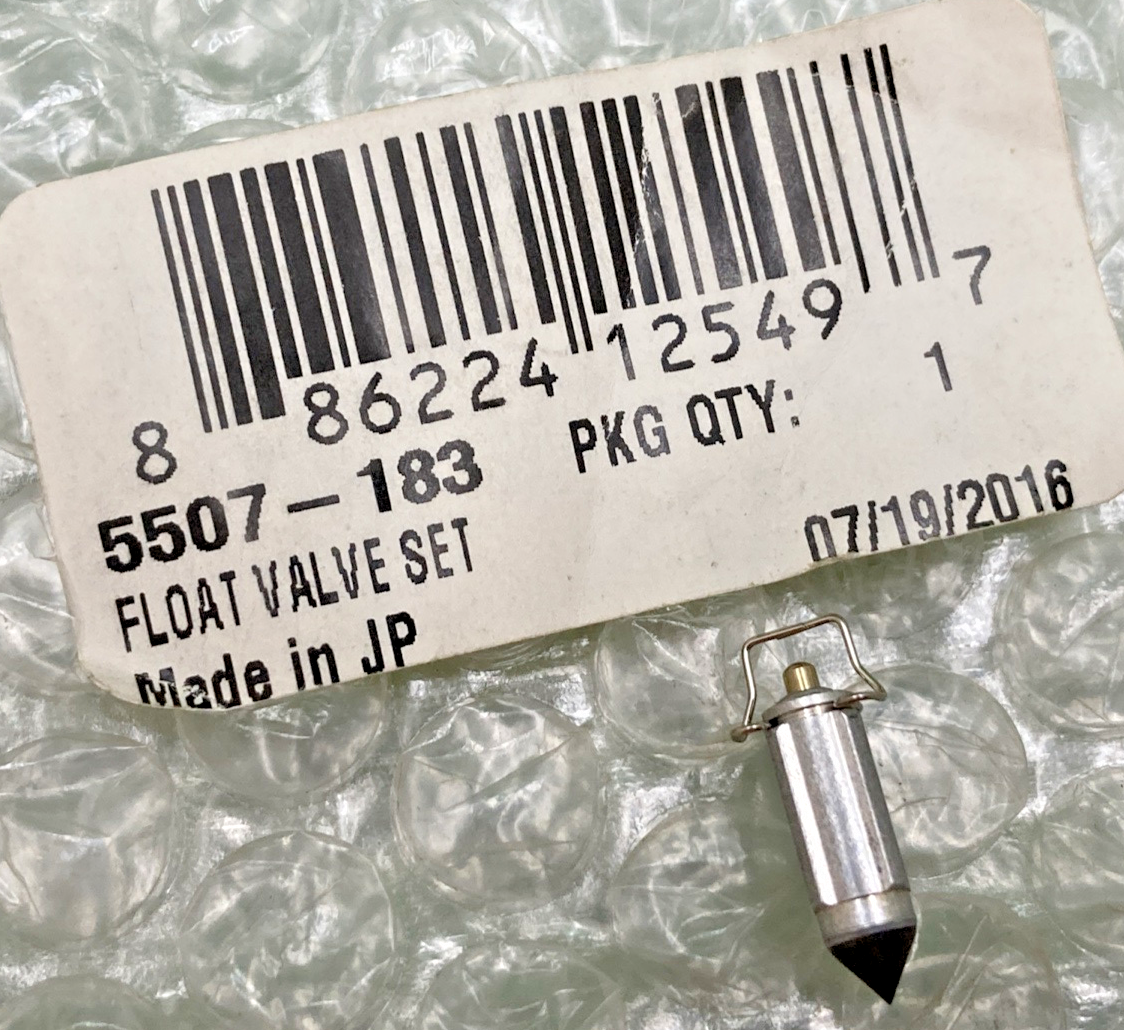 8 86224 12549 7
5507-183 PKG QTY: 1
FLOAT VALVE SET 07/19/2016
Made in JP